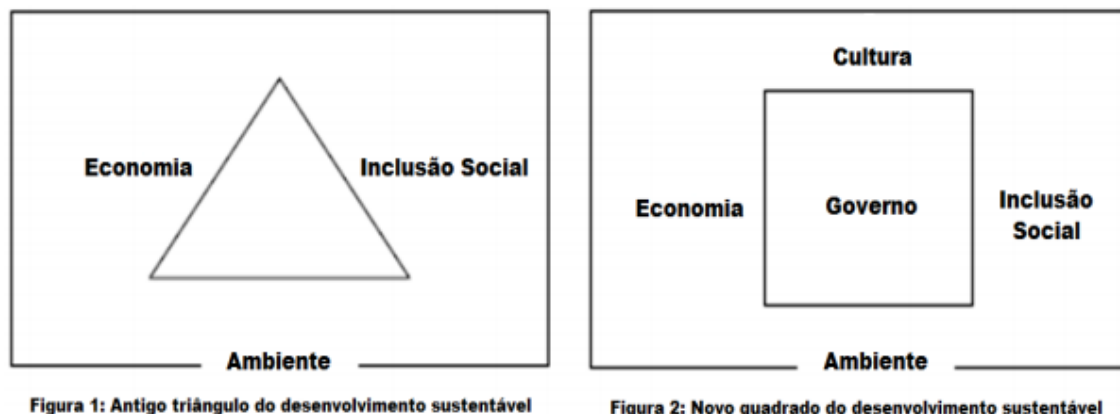 Economia
Inclusão Social
Ambiente
Figura 1: Antigo triângulo do desenvolvimento sustentável
Cultura
Economia
Governo
Inclusão
Social
Ambiente
Figura 2: Novo quadrado do desenvolvimento sustentável